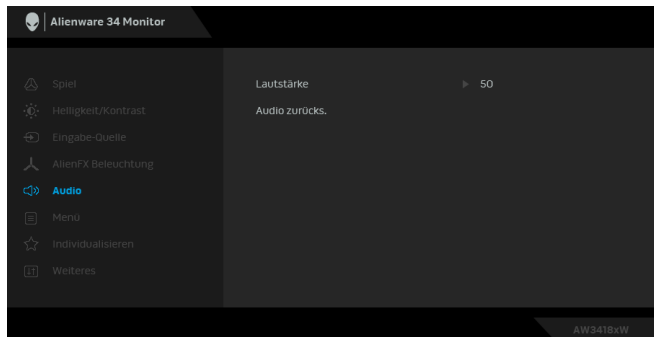 Alienware 34 Monitor
Spiel
Helligkeit/Kontrast
Eingabe-Quelle
AlienFX Beleuchtung
Audio
Menü
Individualisieren
Weiteres
Lautstärke 50
Audio zurücks.
AW3418xW